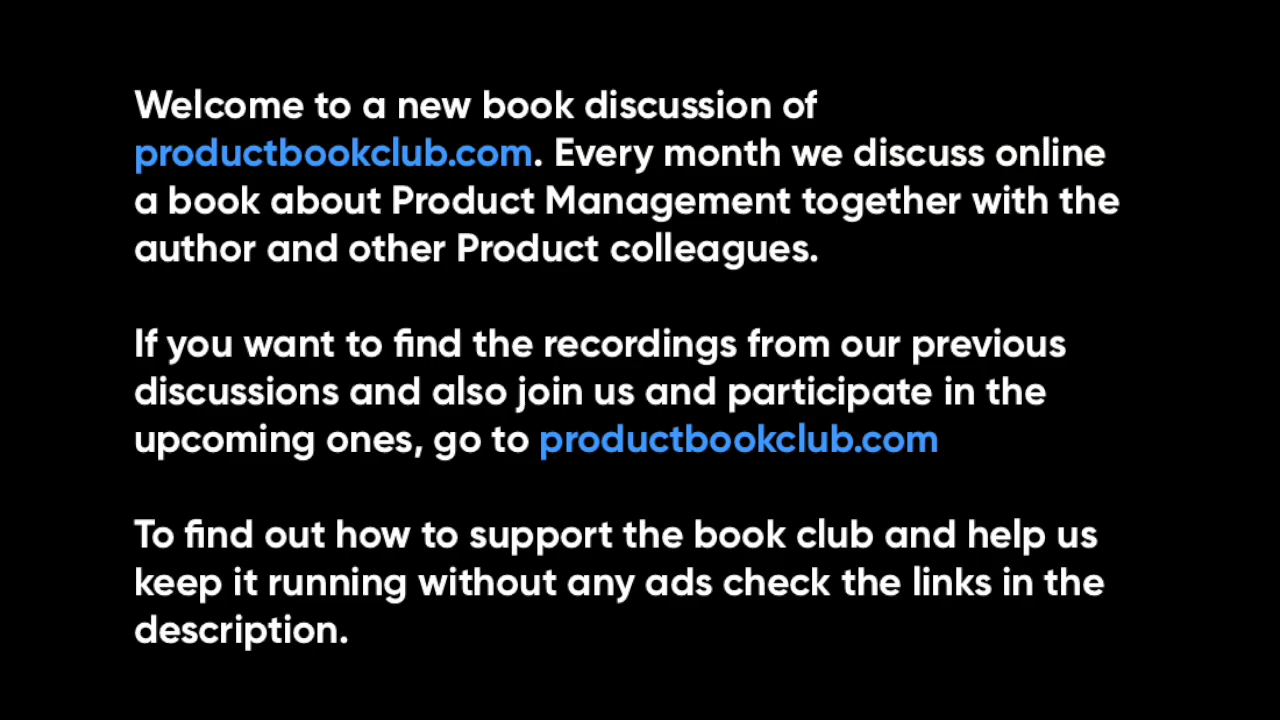 Welcome to a new book discussion of
productbookclub.com. Every month we discuss online
a book about Product Management together with the
author and other Product colleagues.
If you want to find the recordings from our previous
discussions and also join us and participate in the
upcoming ones, go to productbookclub.com
To find out how to support the book club and help us
keep it running without any ads check the links in the
description.